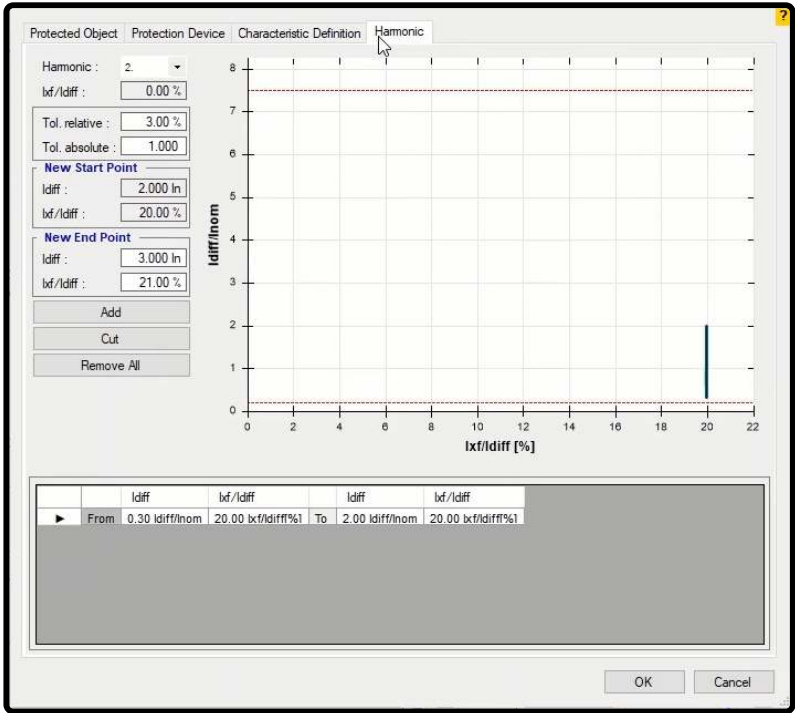 ?
Protected Object Protection Device Characteristic Definition Harmonic
Harmonic : 2.
Ixf/Idiff : 0.00 %
Tol. relative : 3.00 %
Tol. absolute : 1.000
New Start Point
Idiff : 2.000 In
Ixf/Idiff : 20.00 %
New End Point
Idiff : 3.000 In
Ixf/Idiff : 21.00 %
Add
Cut
Remove All
Idiff/Inom
8
7
6
5
4
3
2
1
0
0 2 4 6 8 10 12 14 16 18 20 22
Ixf/Idiff [%]
Idiff Ixf/Idiff Idiff Ixf/Idiff
From 0.30 Idiff/Inom 20.00 Ixf/Idiff[%] To 2.00 Idiff/Inom 20.00 Ixf/Idiff[%]
OK Cancel